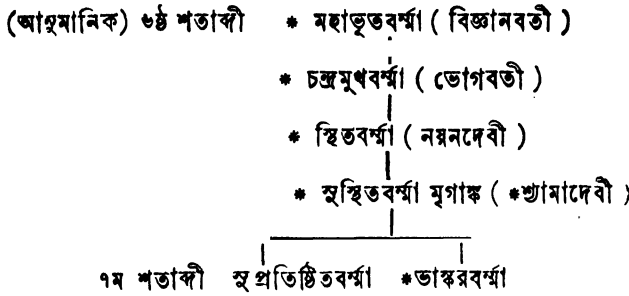 (আনুমানিক) ৬ষ্ঠ শতাব্দী * মহাভূতবর্ম্মা ( বিজ্ঞানবতী )
* চন্দ্রমুখবর্ম্মা ( ভোগবতী )
* স্থিতবর্ম্মা ( নয়নদেবী )
* সুস্থিতবর্ম্মা মৃগাঙ্ক ( *শ্যামাদেবী )
৭ম শতাব্দী সুপ্রতিষ্ঠিতবর্ম্মা *ভাস্করবর্ম্মা